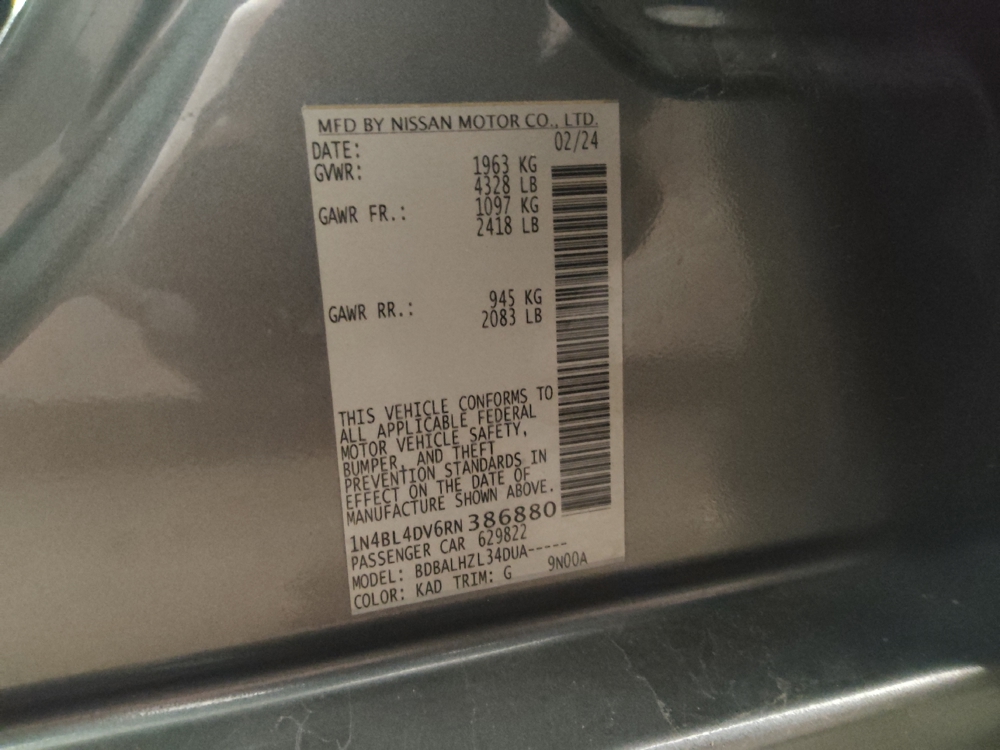 MFD BY NISSAN MOTOR CO., LTD.
DATE: 02/24
GVWR: 1963 KG
4328 LB
GAWR FR.: 1097 KG
2418 LB
GAWR RR.: 945 KG
2083 LB
THIS VEHICLE CONFORMS TO
ALL APPLICABLE FEDERAL
MOTOR VEHICLE SAFETY,
BUMPER, AND THEFT
PREVENTION STANDARDS IN
EFFECT ON THE DATE OF
MANUFACTURE SHOWN ABOVE.
1N4BL4DV6RN386880
PASSENGER CAR 629822
MODEL: BDBALHZL34DUA-----
COLOR: KAD TRIM: G 9N00A